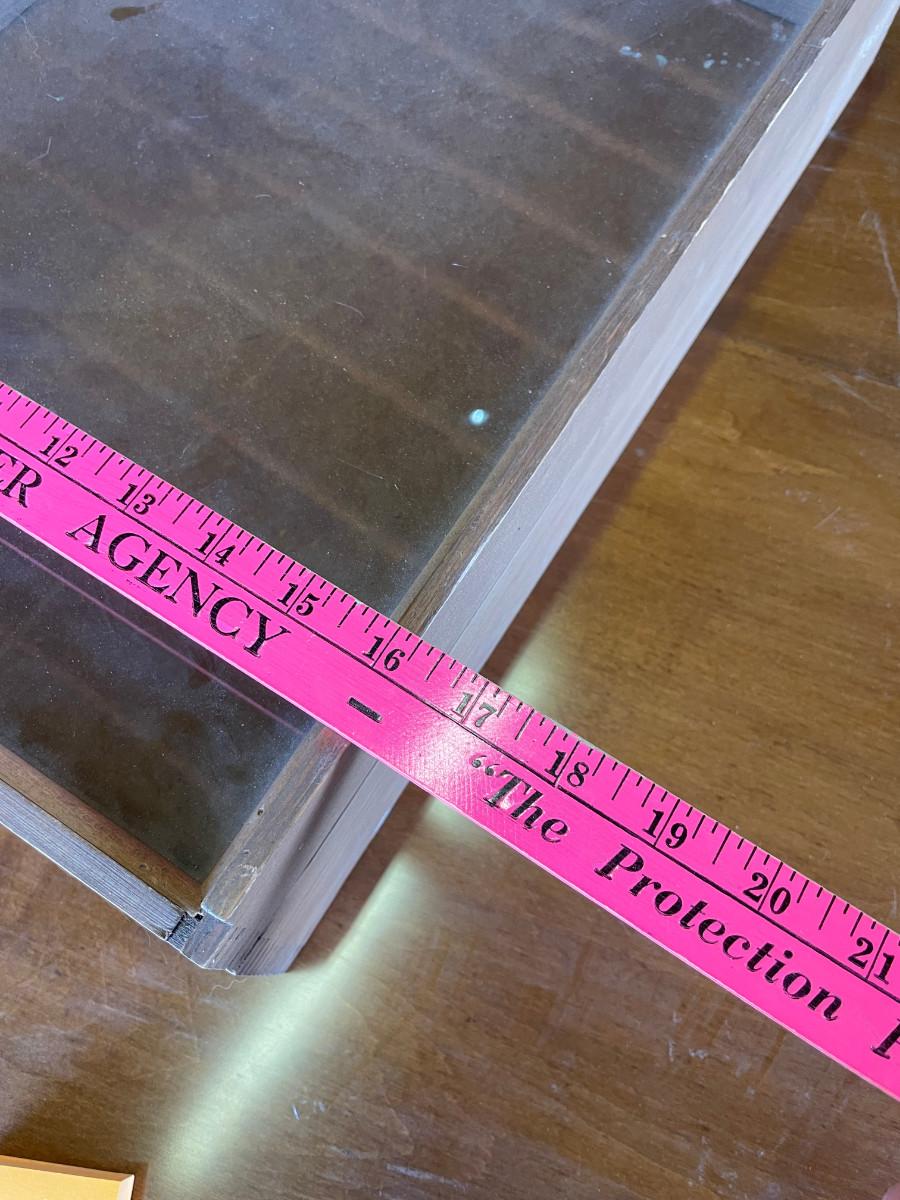 12 13 14 15 16 17 18 19 20 21
ER AGENCY - “The Protection